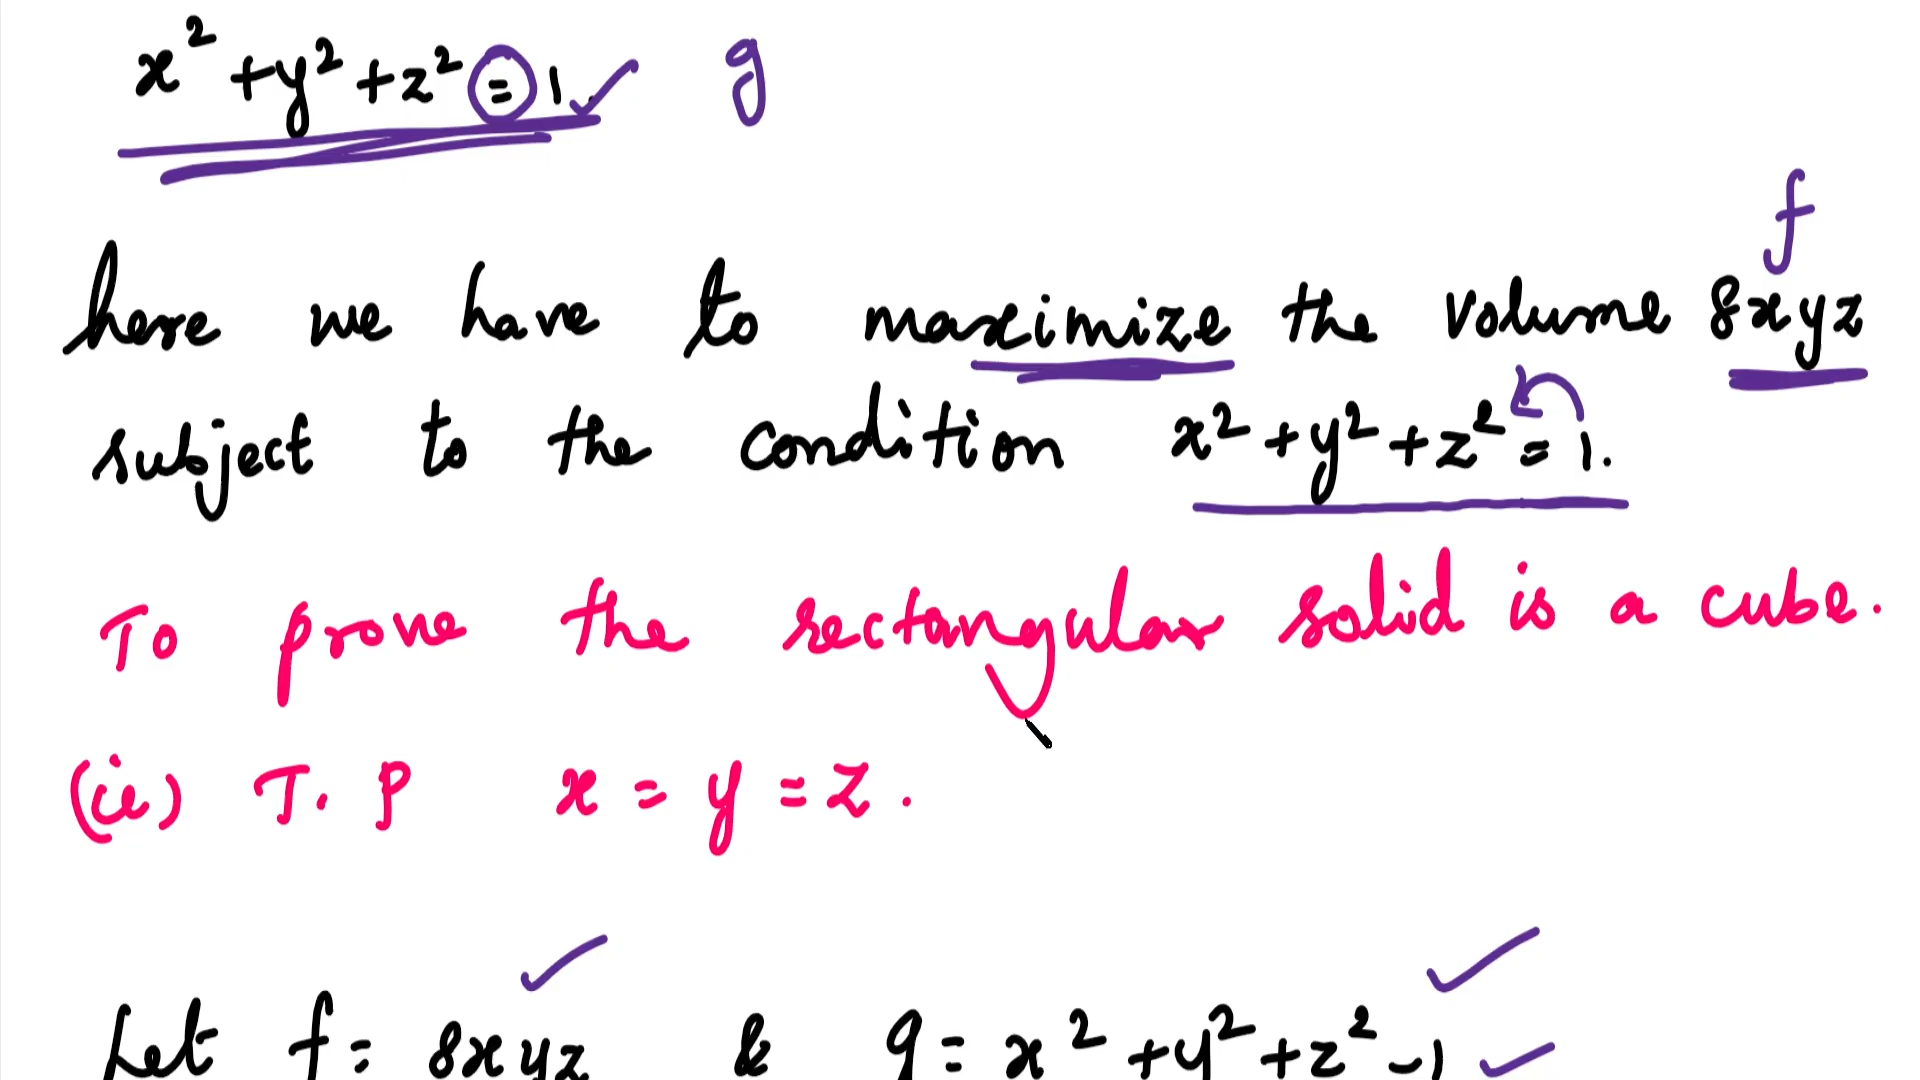 x² + y² + z² = 1. g
f
here we have to maximize the volume 8xyz
subject to the condition x² + y² + z² = 1.
To prove the rectangular solid is a cube.
(ie) T. P x = y = z.
Let f = 8xyz & g = x² + y² + z² - 1